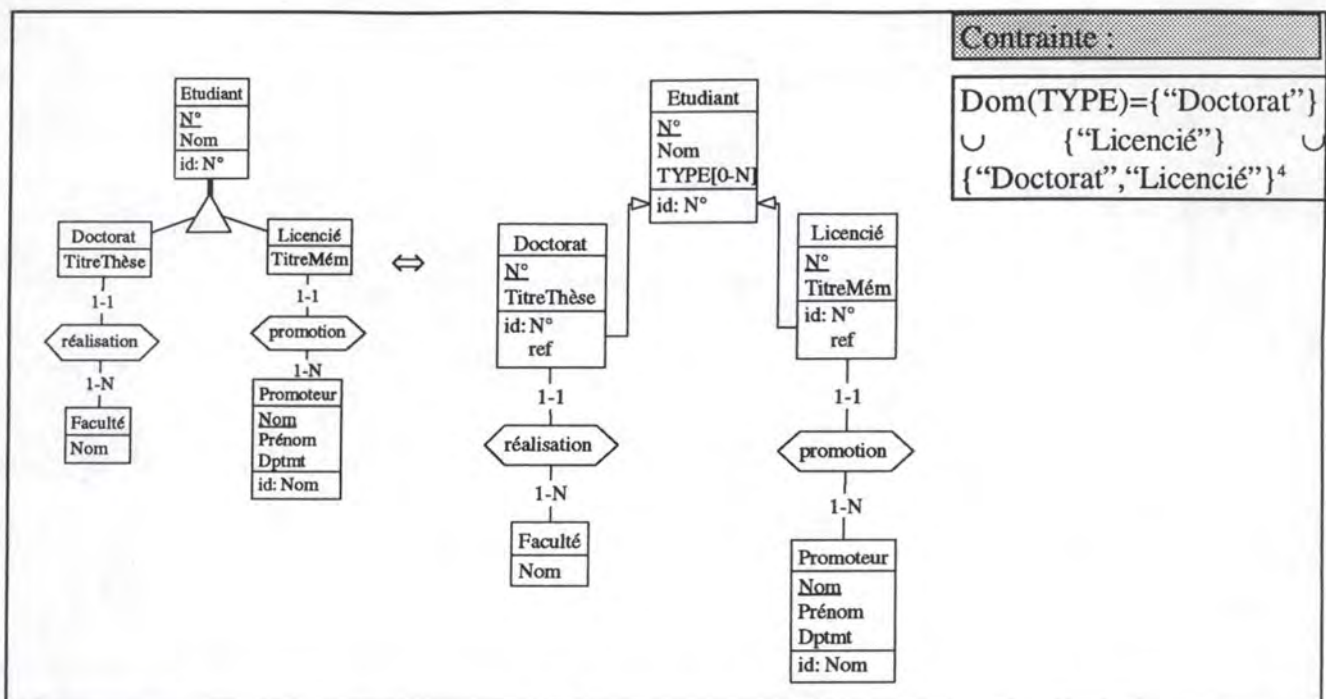 Contrainte :
Dom(TYPE)={“Doctorat”}
∪ {“Licencié”} ∪
{“Doctorat”,“Licencié”}⁴
Etudiant
N°
Nom
id: N°
Doctorat
TitreThèse
Licencié
TitreMém
1-1
1-1
réalisation
promotion
1-N
1-N
Faculté
Nom
Promoteur
Nom
Prénom
Dptmt
id: Nom
⇔
Etudiant
N°
Nom
TYPE[0-N]
id: N°
Doctorat
N°
TitreThèse
id: N°
ref
Licencié
N°
TitreMém
id: N°
ref
1-1
1-1
réalisation
promotion
1-N
1-N
Faculté
Nom
Promoteur
Nom
Prénom
Dptmt
id: Nom